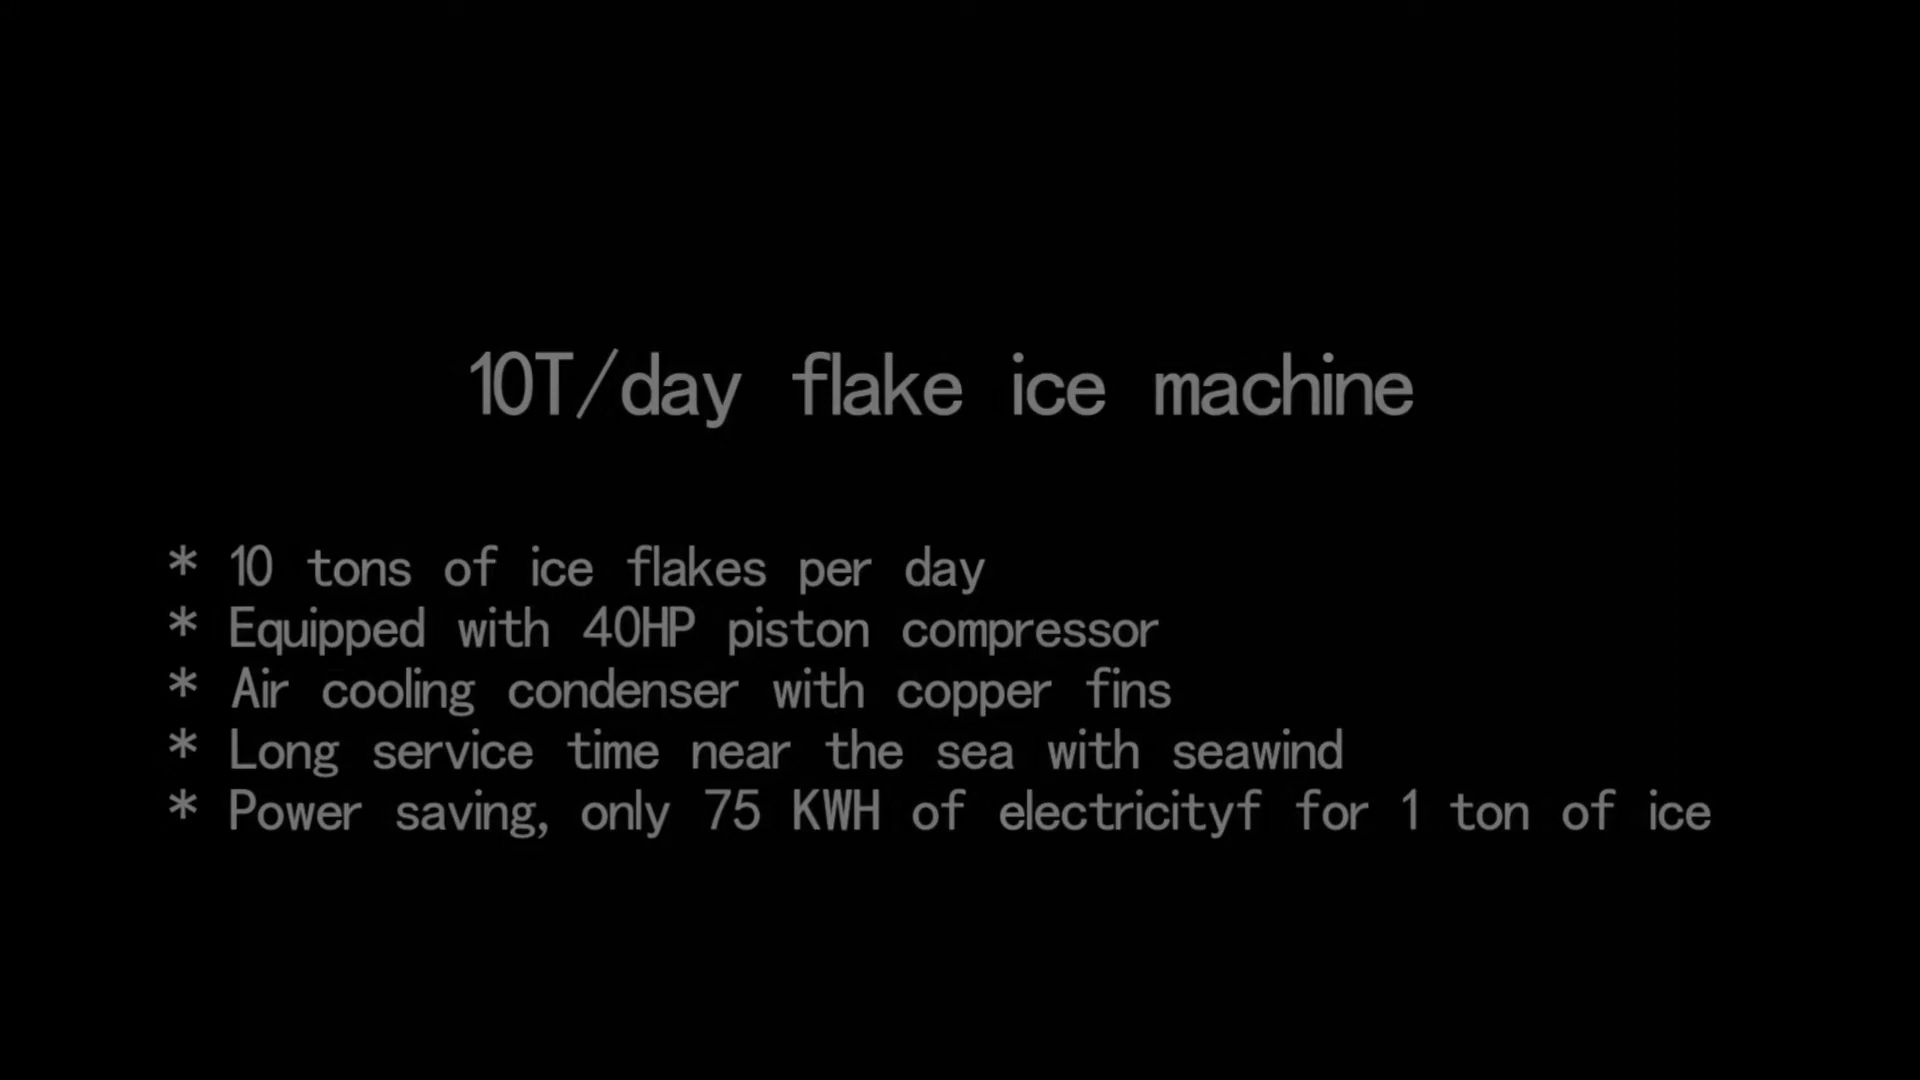 10T/day flake ice machine
* 10 tons of ice flakes per day
* Equipped with 40HP piston compressor
* Air cooling condenser with copper fins
* Long service time near the sea with seawind
* Power saving, only 75 KWH of electricityf for 1 ton of ice